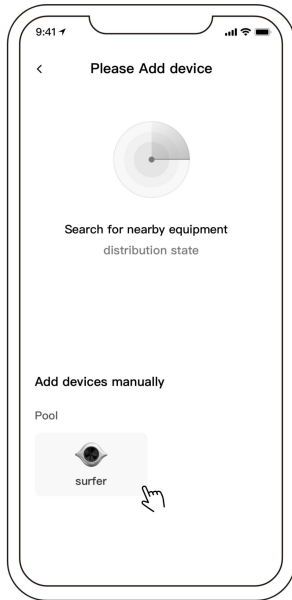 9:41
Please Add device
Search for nearby equipment
distribution state
Add devices manually
Pool
surfer